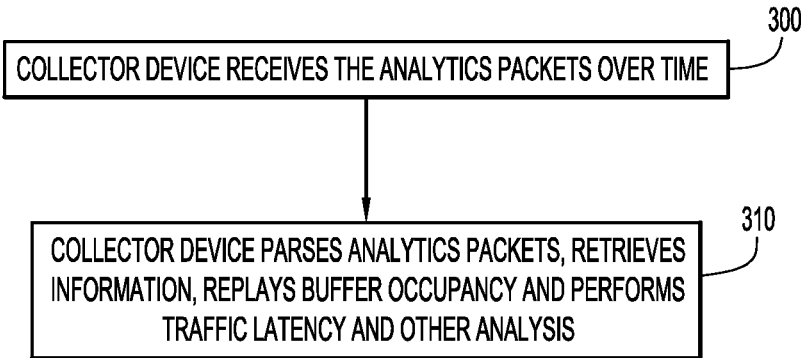 300
COLLECTOR DEVICE RECEIVES THE ANALYTICS PACKETS OVER TIME
310
COLLECTOR DEVICE PARSES ANALYTICS PACKETS, RETRIEVES
INFORMATION, REPLAYS BUFFER OCCUPANCY AND PERFORMS
TRAFFIC LATENCY AND OTHER ANALYSIS